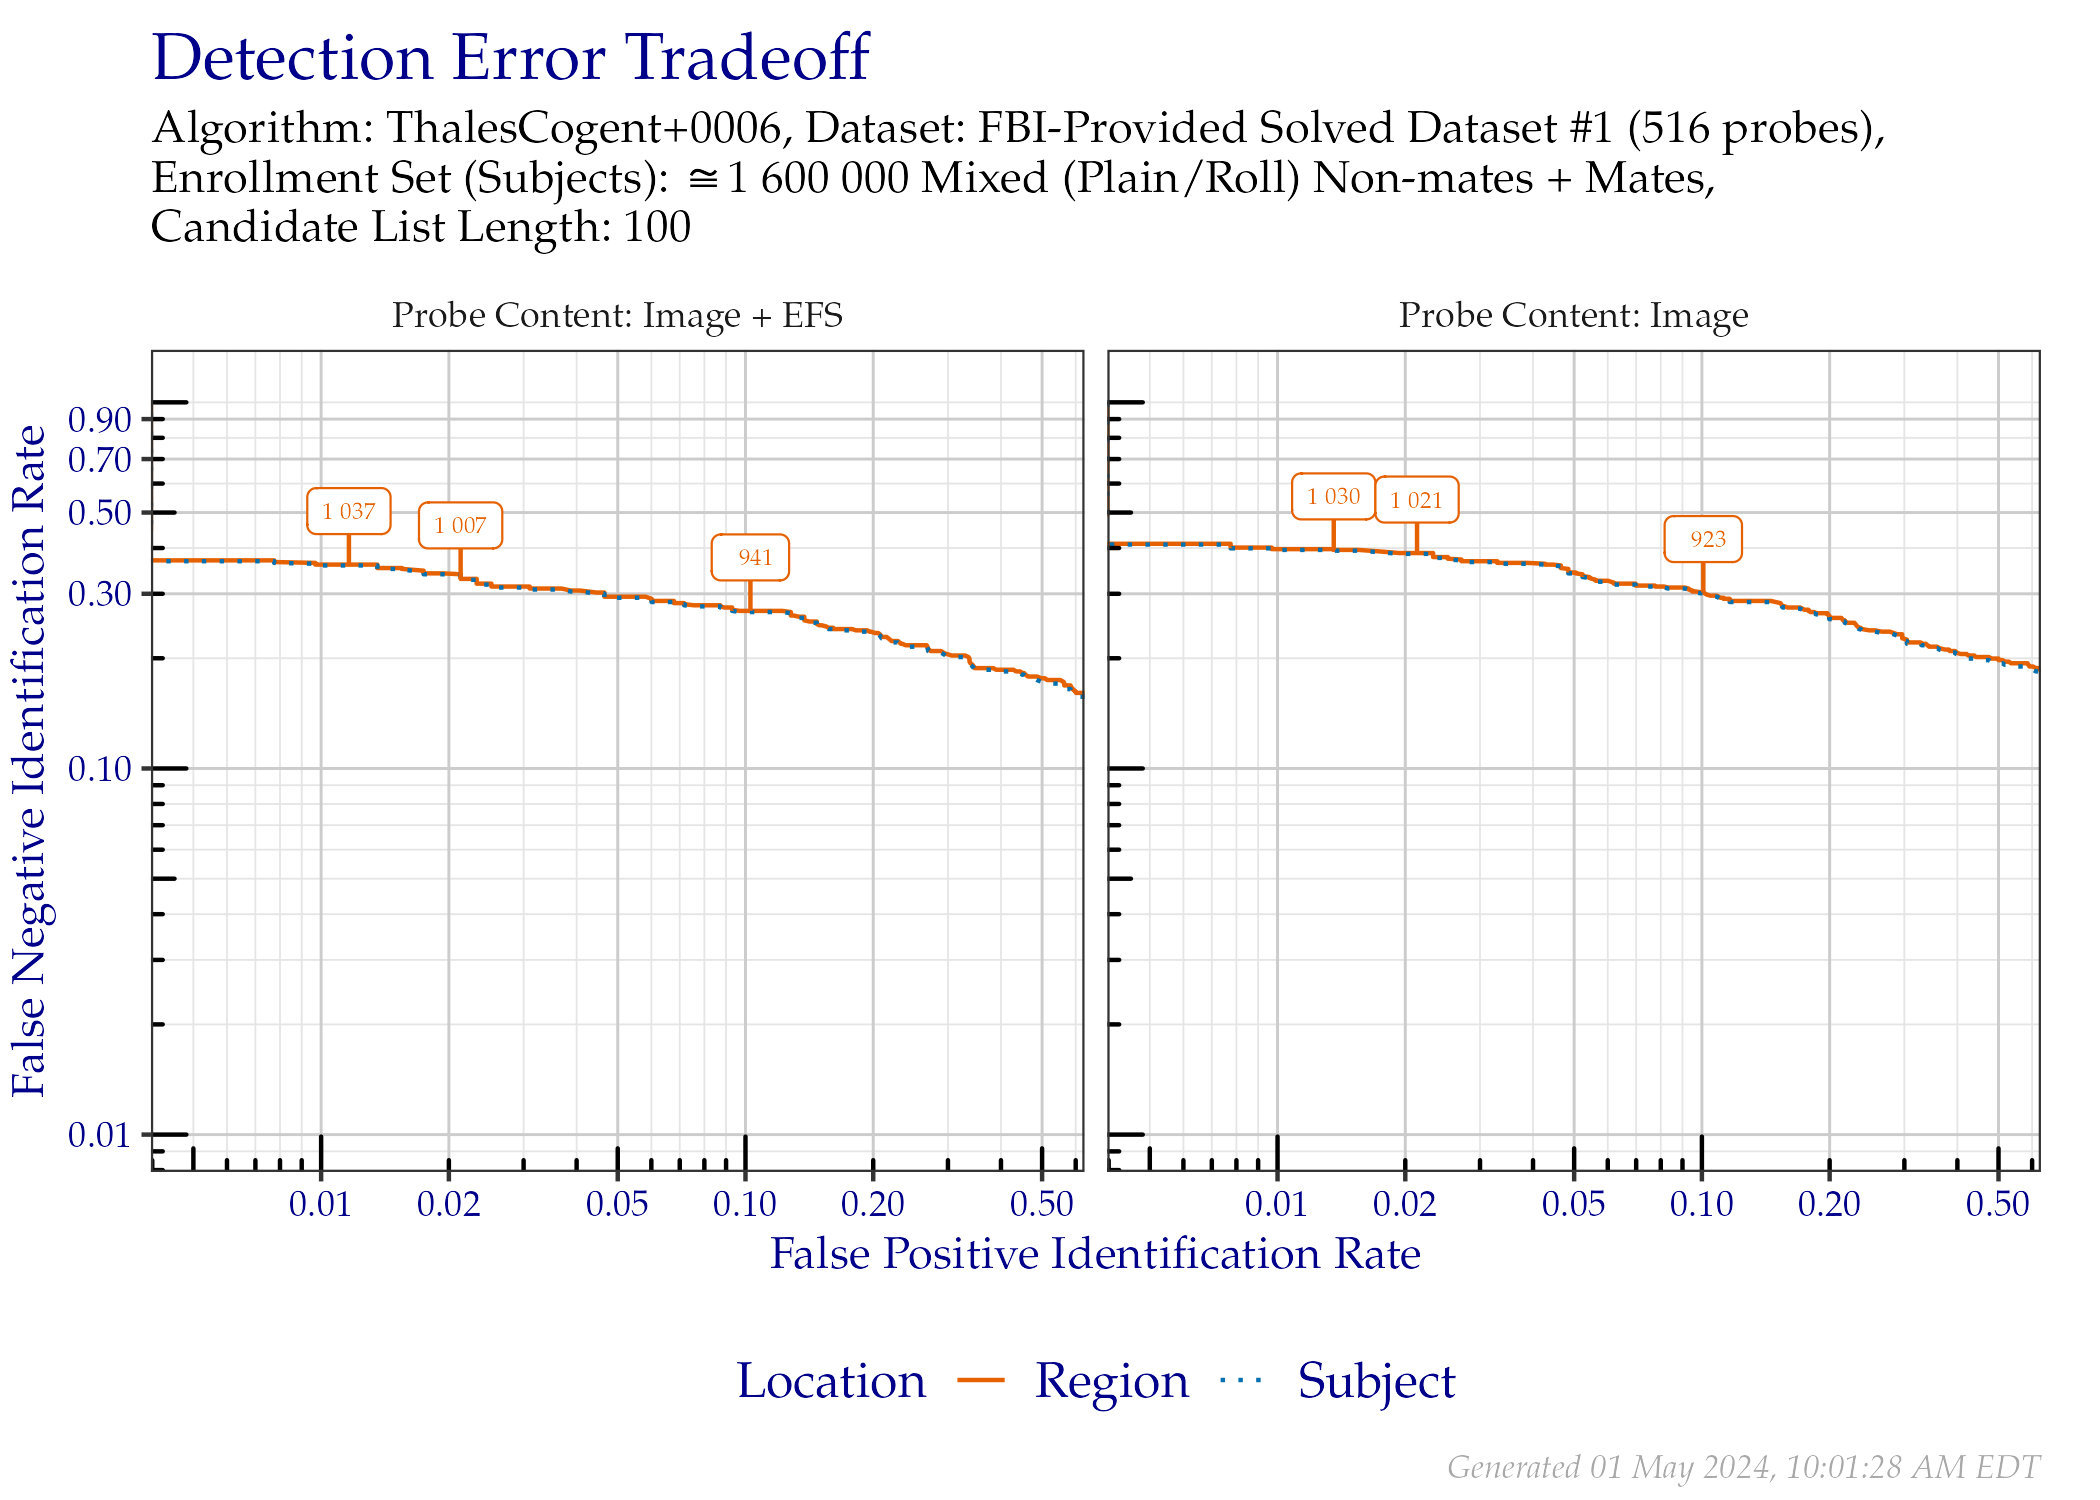 Detection Error Tradeoff
Algorithm: ThalesCogent+0006, Dataset: FBI-Provided Solved Dataset #1 (516 probes),
Enrollment Set (Subjects): ≅ 1 600 000 Mixed (Plain/Roll) Non-mates + Mates,
Candidate List Length: 100
Probe Content: Image + EFS
Probe Content: Image
False Negative Identification Rate
0.90
0.70
0.50
0.30
0.10
0.01
1 037
1 007
941
1 030
1 021
923
0.01 0.02 0.05 0.10 0.20 0.50
0.01 0.02 0.05 0.10 0.20 0.50
False Positive Identification Rate
Location Region Subject
Generated 01 May 2024, 10:01:28 AM EDT